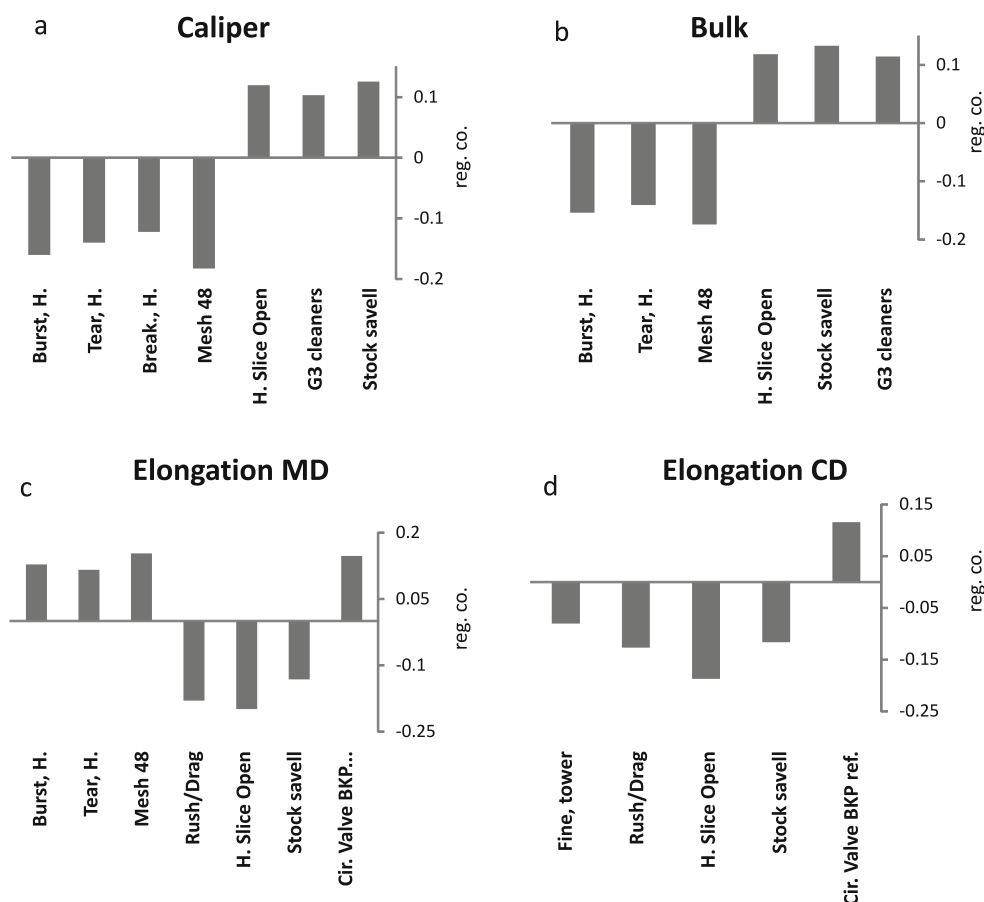 a
Caliper
0.1
0
-0.1
-0.2
reg. co.
Burst, H.
Tear, H.
Break., H.
Mesh 48
H. Slice Open
G3 cleaners
Stock savell
b
Bulk
0.1
0
-0.1
-0.2
reg. co.
Burst, H.
Tear, H.
Mesh 48
H. Slice Open
Stock savell
G3 cleaners
c
Elongation MD
0.2
0.05
-0.1
-0.25
reg. co.
Burst, H.
Tear, H.
Mesh 48
Rush/Drag
H. Slice Open
Stock savell
Cir. Valve BKP...
d
Elongation CD
0.15
0.05
-0.05
-0.15
-0.25
reg. co.
Fine, tower
Rush/Drag
H. Slice Open
Stock savell
Cir. Valve BKP ref.